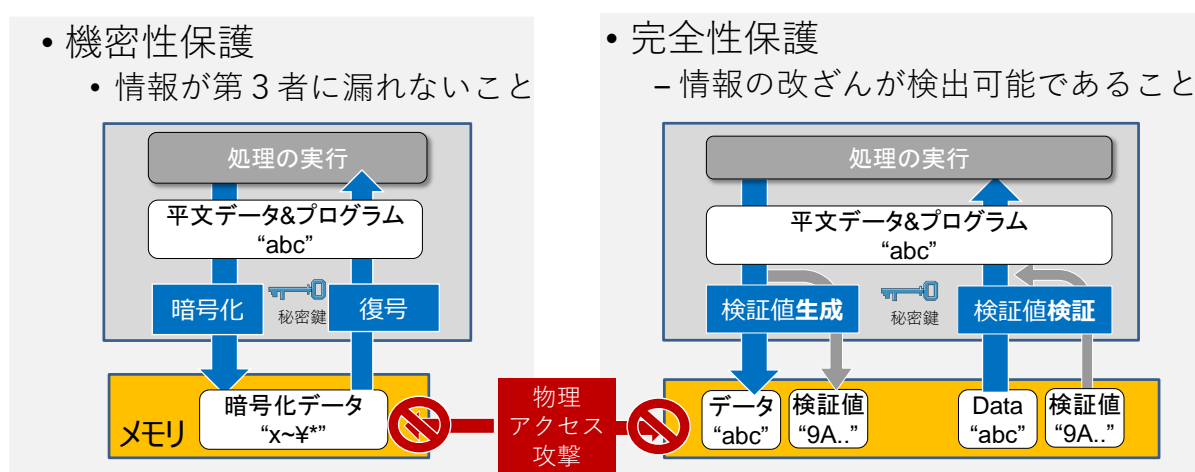 • 機密性保護
• 情報が第３者に漏れないこと
処理の実行
平文データ&プログラム
“abc”
暗号化
秘密鍵
復号
メモリ
暗号化データ
“x~¥*”
物理
アクセス
攻撃
• 完全性保護
– 情報の改ざんが検出可能であること
処理の実行
平文データ&プログラム
“abc”
検証値生成
秘密鍵
検証値検証
データ
“abc”
検証値
“9A..”
Data
“abc”
検証値
“9A..”